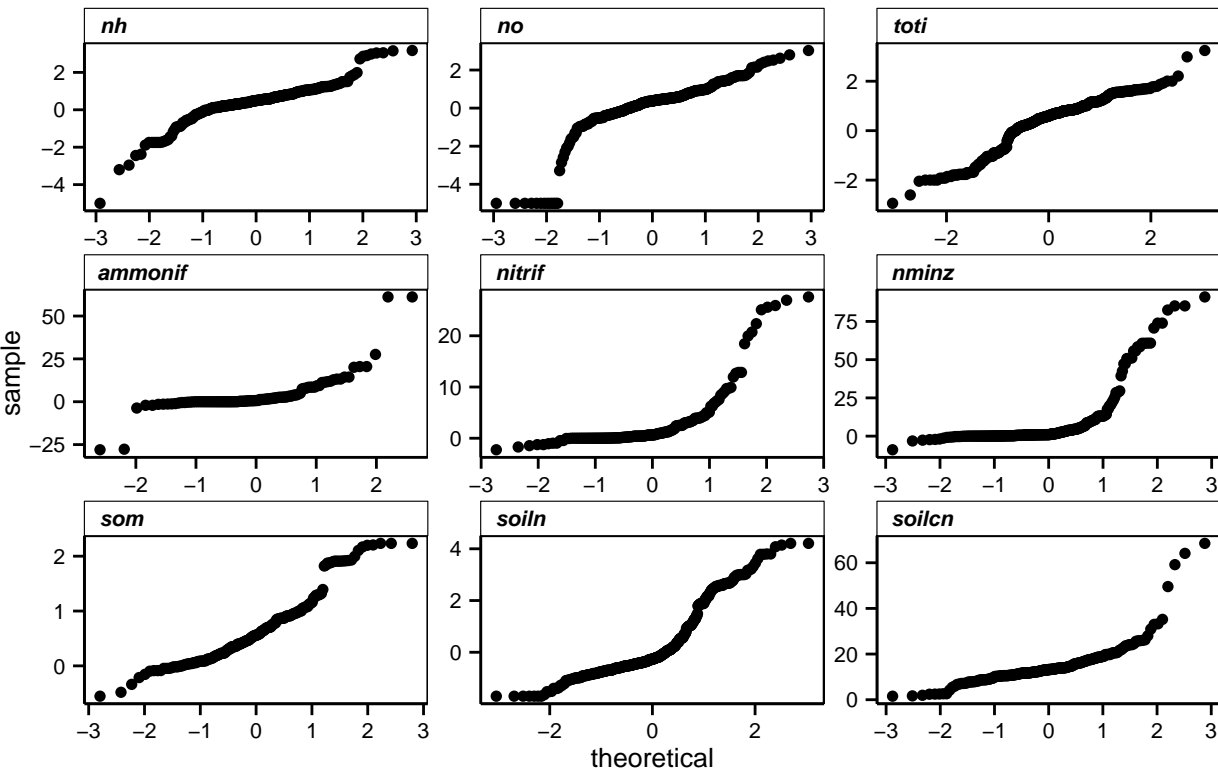 nh no toti
2 2 2
0 0 0
−2 −2 −2
−4 −4
−3 −2 −1 0 1 2 3 −3 −2 −1 0 1 2 3 −2 0 2
ammonif nitrif nminz
50 20 75
25 10 50
0 0 25
−25 0
−2 −1 0 1 2 −3 −2 −1 0 1 2 3 −3 −2 −1 0 1 2 3
som soiln soilcn
2 4 60
1 2 40
0 0 20
0
−3 −2 −1 0 1 2 3 −2 0 2 −3 −2 −1 0 1 2 3
sample
theoretical